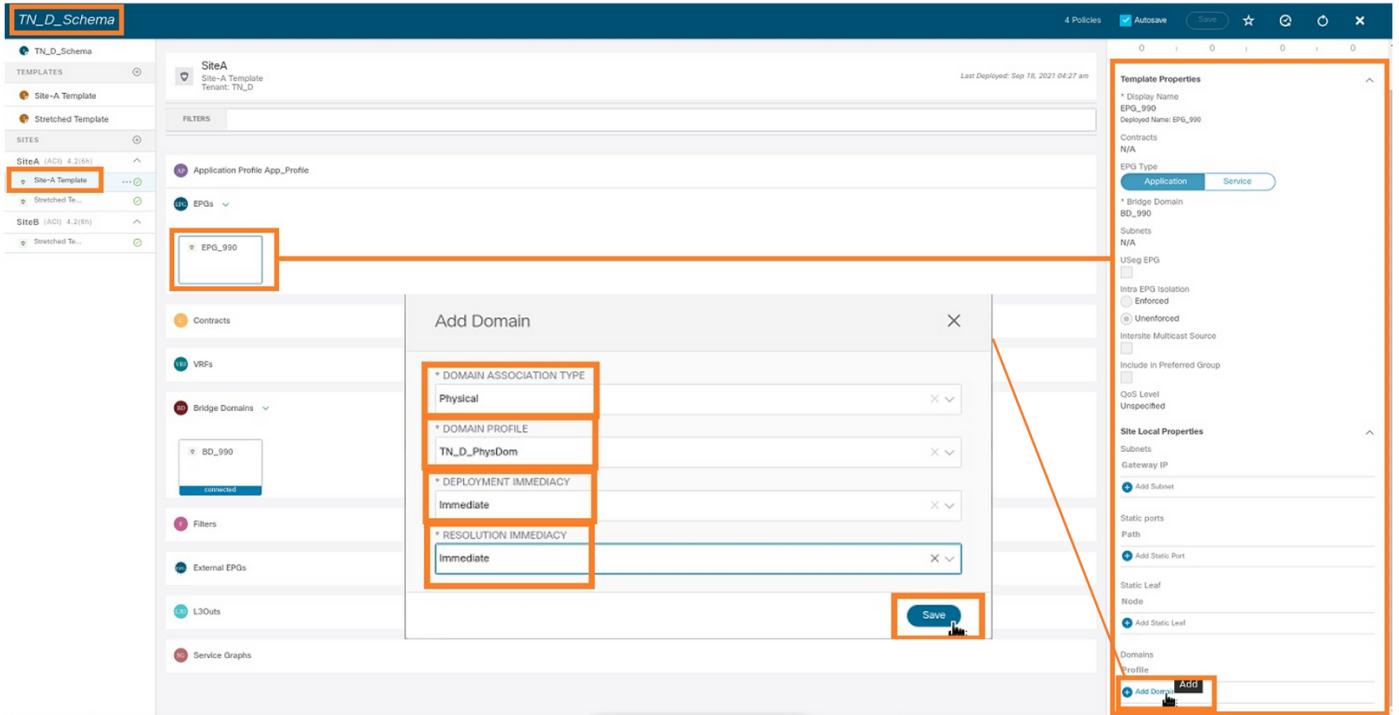 TN_D_Schema
4 Policies
Autosave
Save
TN_D_Schema
TEMPLATES
Site-A Template
Stretched Template
SITES
SiteA (ACI) 4.2(6h)
Site-A Template
Stretched Te...
SiteB (ACI) 4.2(6h)
Stretched Te...
SiteA
Site-A Template
Tenant: TN_D
Last Deployed: Sep 18, 2021 04:27 am
FILTERS
AP Application Profile App_Profile
EPG EPGs
EPG_990
Contracts
VRF VRFs
BD Bridge Domains
BD_990
connected
F Filters
External EPGs
L3Outs
SG Service Graphs
Add Domain
* DOMAIN ASSOCIATION TYPE
Physical
* DOMAIN PROFILE
TN_D_PhysDom
* DEPLOYMENT IMMEDIACY
Immediate
* RESOLUTION IMMEDIACY
Immediate
Save
0 0 0 0
Template Properties
* Display Name
EPG_990
Deployed Name: EPG_990
Contracts
N/A
EPG Type
Application Service
* Bridge Domain
BD_990
Subnets
N/A
USeg EPG
Intra EPG Isolation
Enforced
Unenforced
Intersite Multicast Source
Include in Preferred Group
QoS Level
Unspecified
Site Local Properties
Subnets
Gateway IP
Add Subnet
Static ports
Path
Add Static Port
Static Leaf
Node
Add Static Leaf
Domains
Profile
Add Domain
Add